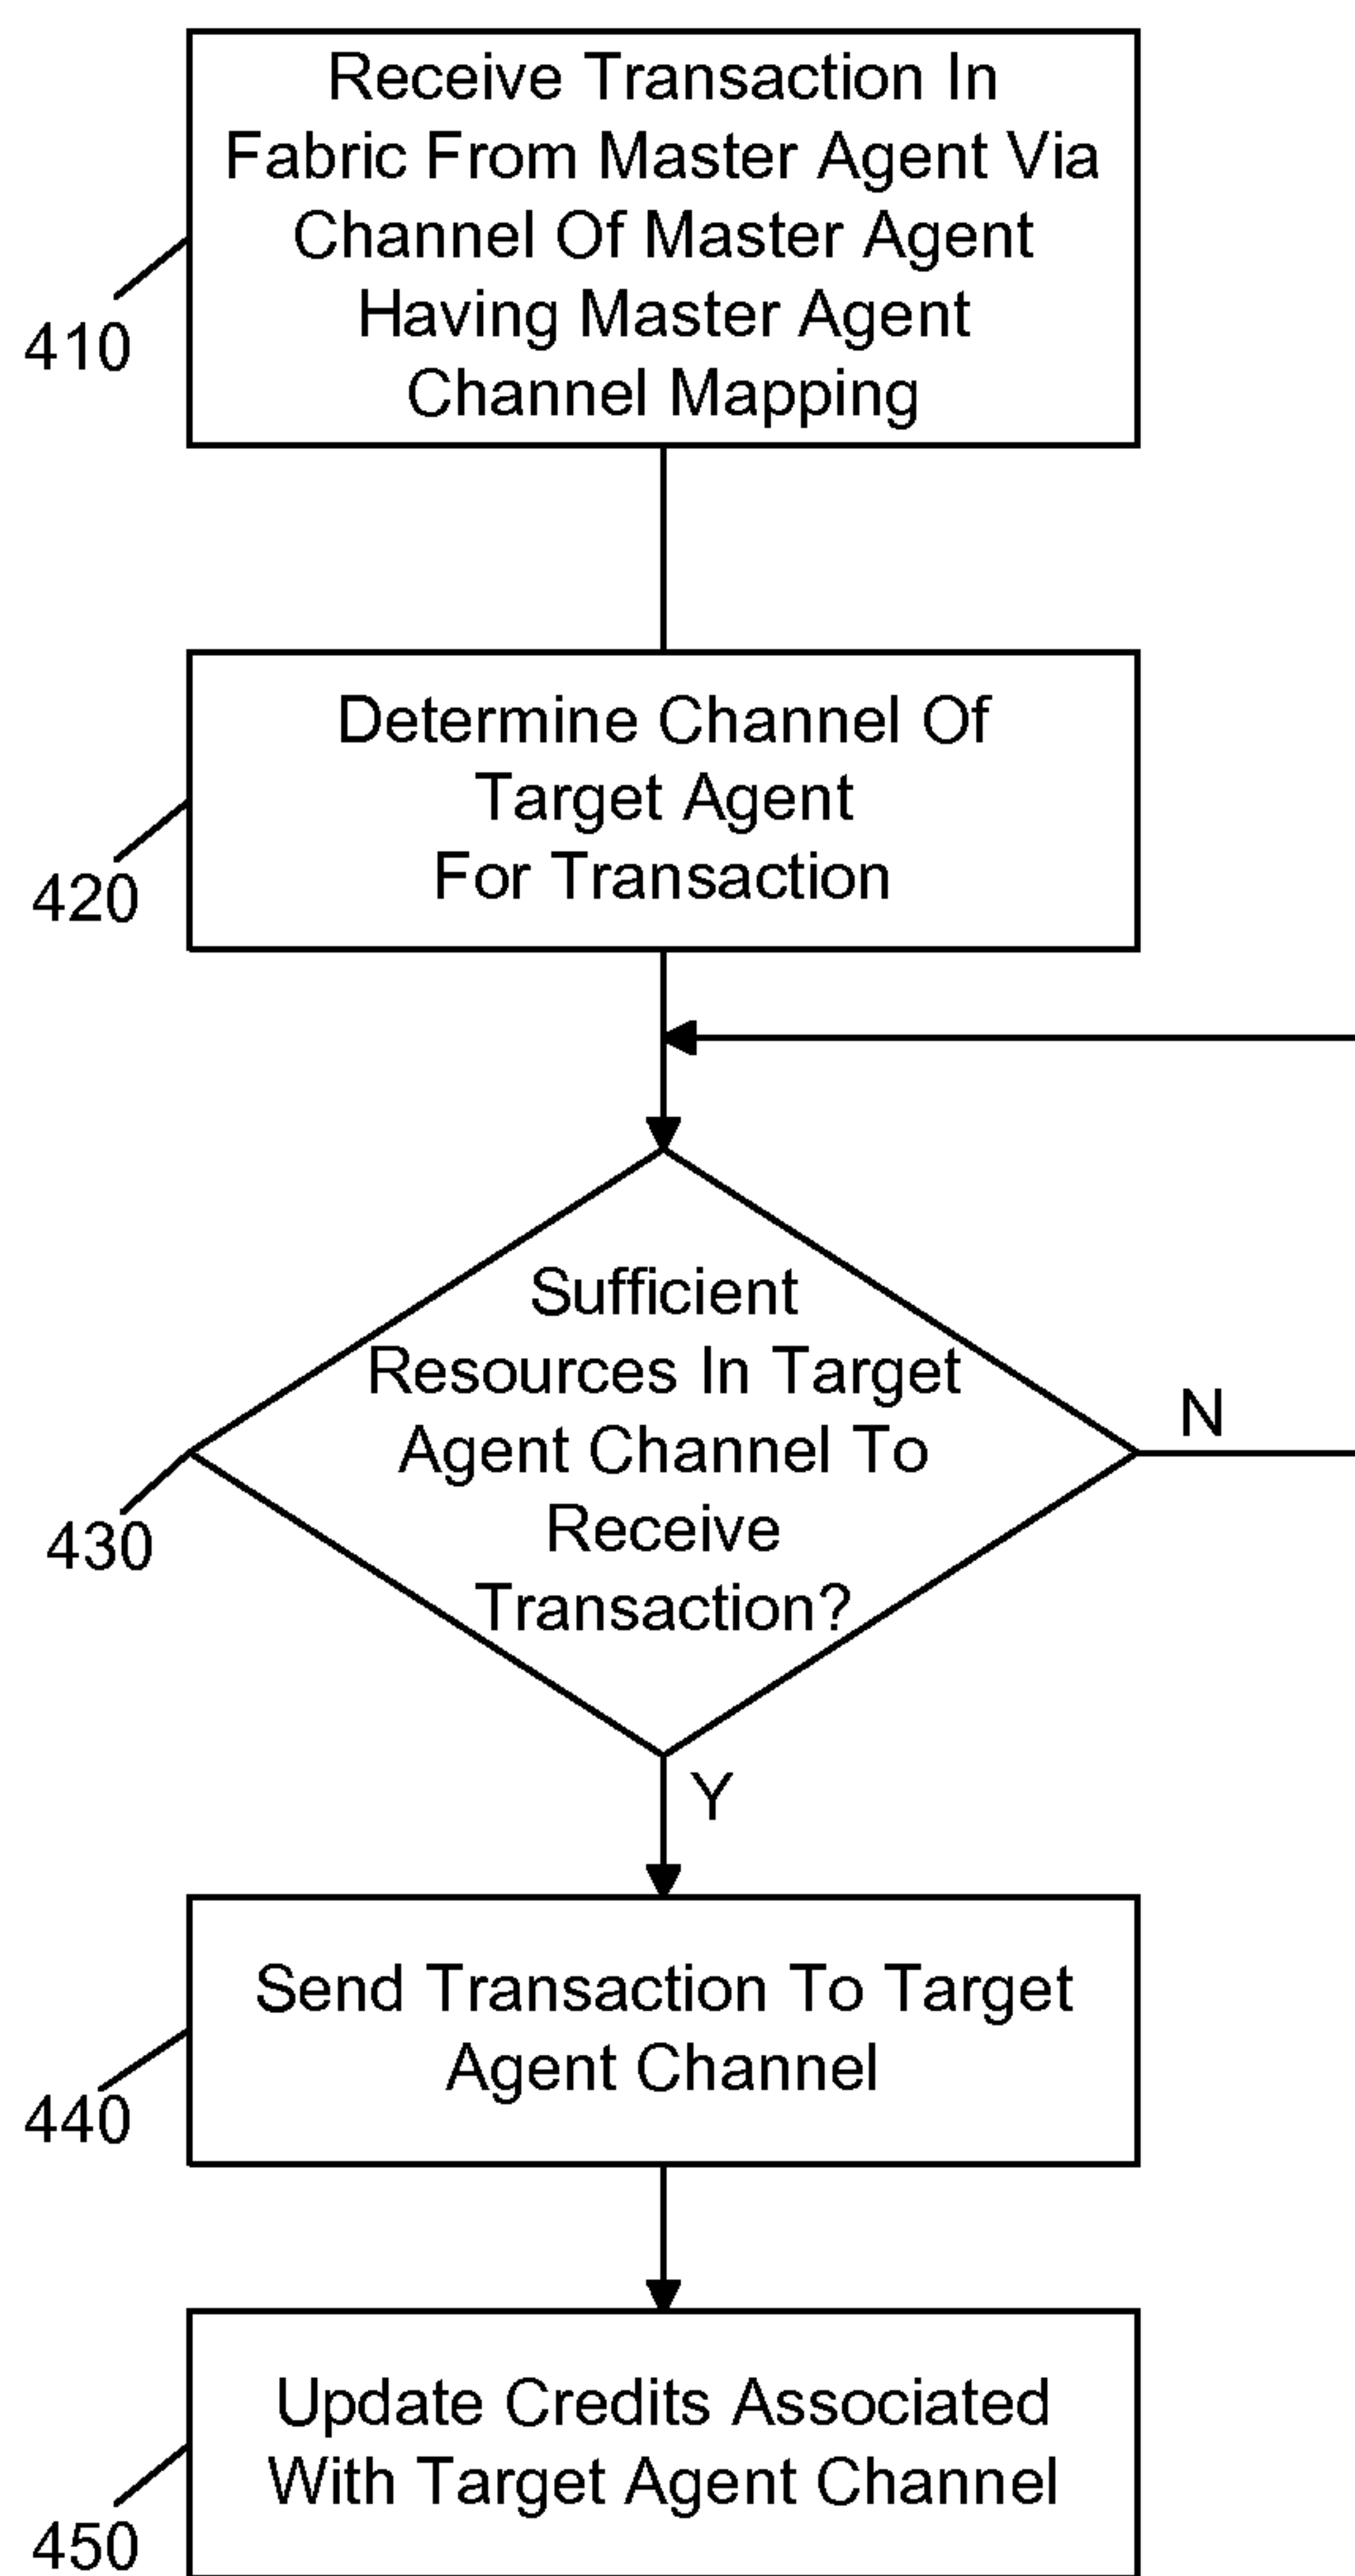 Receive Transaction In
Fabric From Master Agent Via
Channel Of Master Agent
Having Master Agent
Channel Mapping
410
Determine Channel Of
Target Agent
For Transaction
420
Sufficient
Resources In Target
Agent Channel To
Receive
Transaction?
N
430
Y
Send Transaction To Target
Agent Channel
440
Update Credits Associated
With Target Agent Channel
450